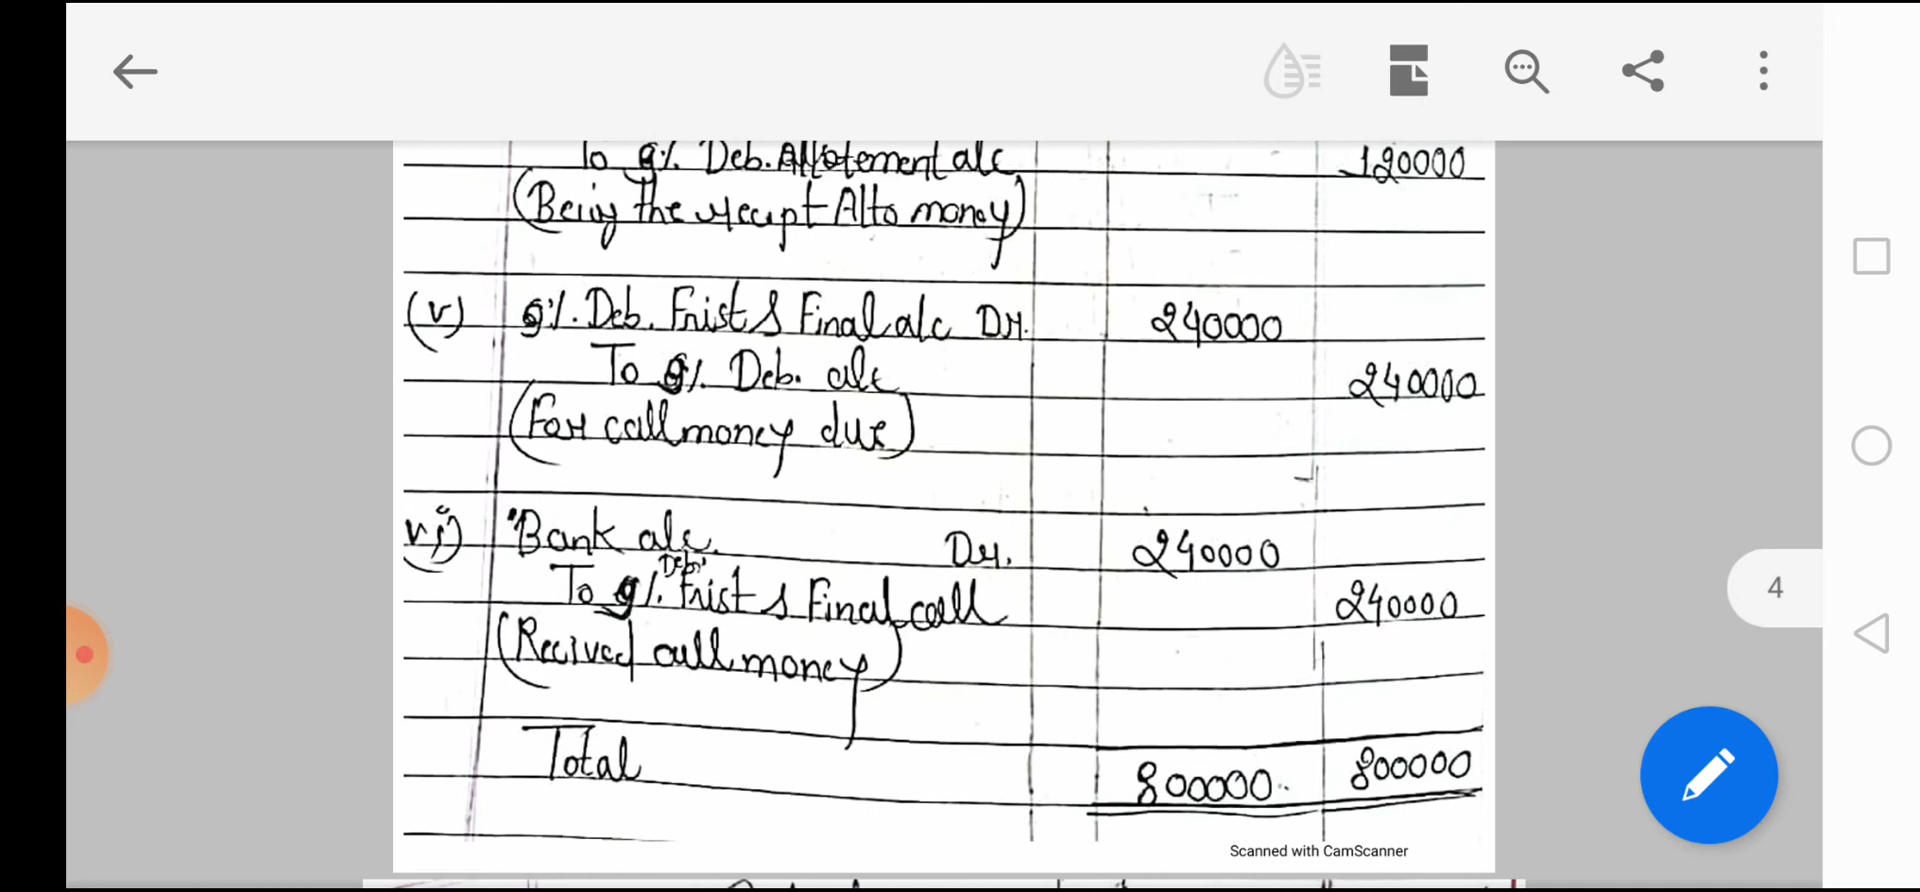 To 9%. Deb. Allotement a/c 120000
(Being the recipt Allto money)
(v) 9%. Deb. Frist & Final a/c Dr. 240000
To 9%. Deb. a/c 240000
(For call money due)
vi) Bank a/c. Dr. 240000
To 9%. Deb. Frist & Final call 240000
(Recived call money)
Total 800000 800000
Scanned with CamScanner
4